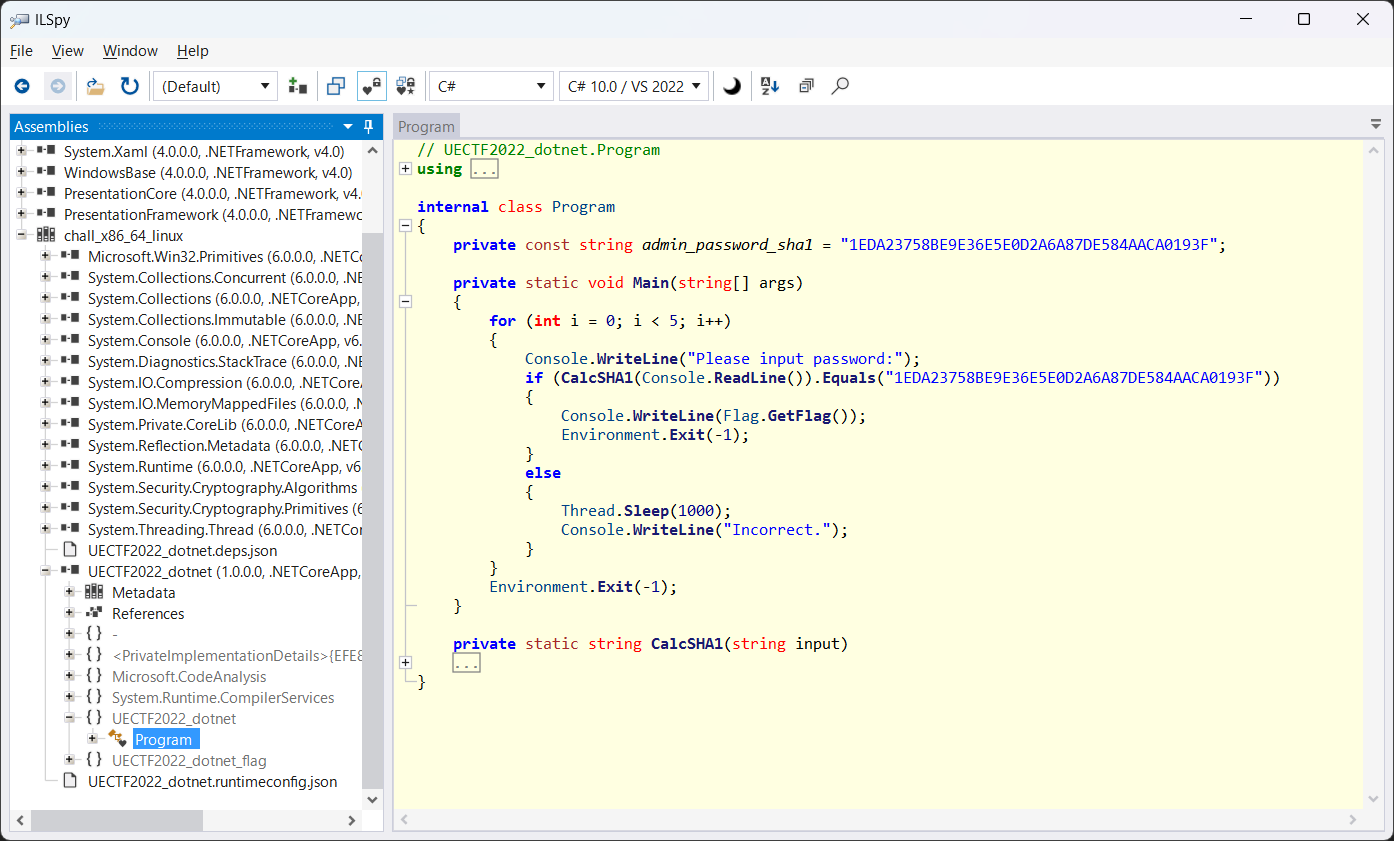 ILSpy
File View Window Help
(Default) C# C# 10.0 / VS 2022
Assemblies
System.Xaml (4.0.0.0, .NETFramework, v4.0)
WindowsBase (4.0.0.0, .NETFramework, v4.0)
PresentationCore (4.0.0.0, .NETFramework, v4.
PresentationFramework (4.0.0.0, .NETFramewo
chall_x86_64_linux
Microsoft.Win32.Primitives (6.0.0.0, .NETCo
System.Collections.Concurrent (6.0.0.0, .NE
System.Collections (6.0.0.0, .NETCoreApp,
System.Collections.Immutable (6.0.0.0, .NE
System.Console (6.0.0.0, .NETCoreApp, v6.
System.Diagnostics.StackTrace (6.0.0.0, .NE
System.IO.Compression (6.0.0.0, .NETCore
System.IO.MemoryMappedFiles (6.0.0.0, .N
System.Private.CoreLib (6.0.0.0, .NETCoreA
System.Reflection.Metadata (6.0.0.0, .NETC
System.Runtime (6.0.0.0, .NETCoreApp, v6
System.Security.Cryptography.Algorithms
System.Security.Cryptography.Primitives (6
System.Threading.Thread (6.0.0.0, .NETCor
UECTF2022_dotnet.deps.json
UECTF2022_dotnet (1.0.0.0, .NETCoreApp,
Metadata
References
{ } -
{ } <PrivateImplementationDetails>{EFE8
{ } Microsoft.CodeAnalysis
{ } System.Runtime.CompilerServices
{ } UECTF2022_dotnet
Program
{ } UECTF2022_dotnet_flag
UECTF2022_dotnet.runtimeconfig.json
Program
// UECTF2022_dotnet.Program
using ...
internal class Program
{
private const string admin_password_sha1 = "1EDA23758BE9E36E5E0D2A6A87DE584AACA0193F";
private static void Main(string[] args)
{
for (int i = 0; i < 5; i++)
{
Console.WriteLine("Please input password:");
if (CalcSHA1(Console.ReadLine()).Equals("1EDA23758BE9E36E5E0D2A6A87DE584AACA0193F"))
{
Console.WriteLine(Flag.GetFlag());
Environment.Exit(-1);
}
else
{
Thread.Sleep(1000);
Console.WriteLine("Incorrect.");
}
}
Environment.Exit(-1);
}
private static string CalcSHA1(string input)
...
}